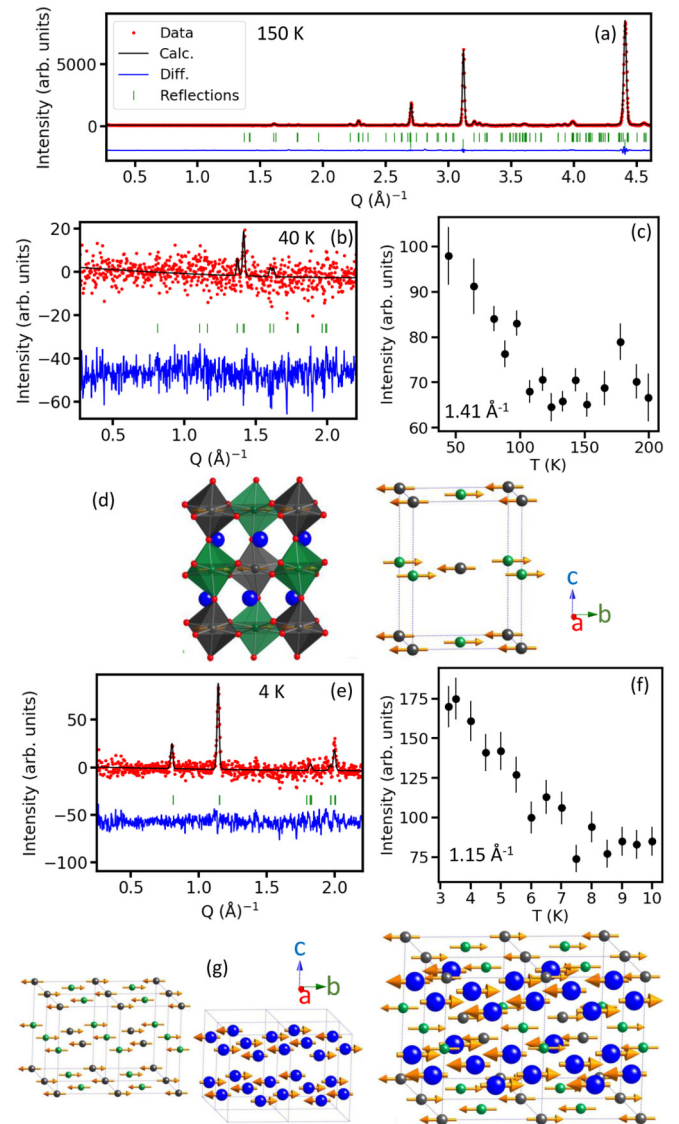 Data
Calc.
Diff.
Reflections
150 K
(a)
Intensity (arb. units)
5000
0
0.5 1.0 1.5 2.0 2.5 3.0 3.5 4.0 4.5
Q (Å)⁻¹
40 K
(b)
Intensity (arb. units)
20
0
−20
−40
−60
0.5 1.0 1.5 2.0
Q (Å)⁻¹
(c)
Intensity (arb. units)
100
90
80
70
60
1.41 Å⁻¹
50 100 150 200
T (K)
(d)
c
b
a
4 K
(e)
Intensity (arb. units)
50
0
−50
−100
0.5 1.0 1.5 2.0
Q (Å)⁻¹
(f)
Intensity (arb. units)
175
150
125
100
75
1.15 Å⁻¹
3 4 5 6 7 8 9 10
T (K)
(g)
c
b
a